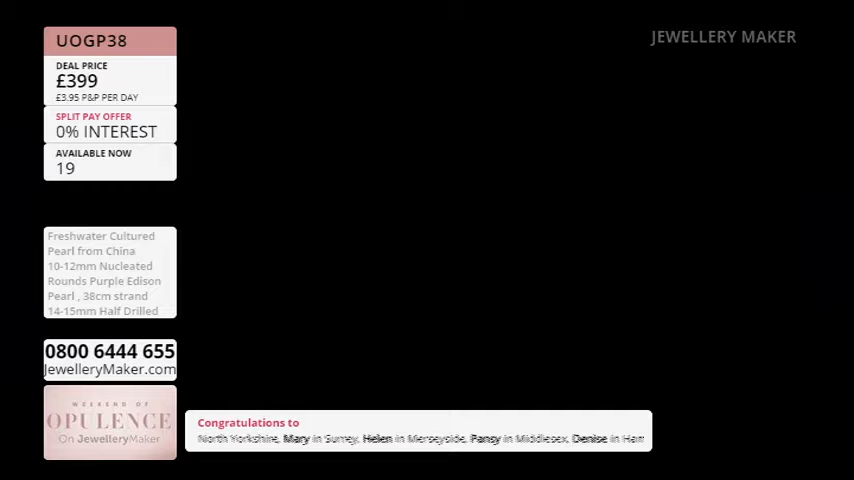 UOGP38
JEWELLERY MAKER
DEAL PRICE
£399
£3.95 P&P PER DAY
SPLIT PAY OFFER
0% INTEREST
AVAILABLE NOW
19
Freshwater Cultured
Pearl from China
10-12mm Nucleated
Rounds Purple Edison
Pearl , 38cm strand
14-15mm Half Drilled
0800 6444 655
JewelleryMaker.com
WEEKEND OF
OPULENCE
On JewelleryMaker
Congratulations to
North Yorkshire, Mary in Surrey, Helen in Merseyside, Pansy in Middlesex, Denise in Ham